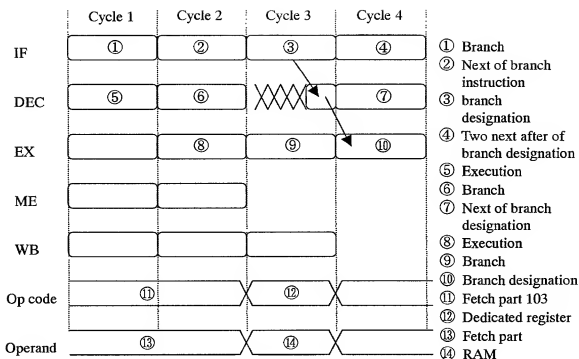 Cycle 1 Cycle 2 Cycle 3 Cycle 4
IF ① ② ③ ④
DEC ⑤ ⑥ ⑦
EX ⑧ ⑨ ⑩
ME
WB
Op code ⑪ ⑫
Operand ⑬ ⑭
① Branch
② Next of branch
instruction
③ branch
designation
④ Two next after of
branch designation
⑤ Execution
⑥ Branch
⑦ Next of branch
designation
⑧ Execution
⑨ Branch
⑩ Branch designation
⑪ Fetch part 103
⑫ Dedicated register
⑬ Fetch part
⑭ RAM